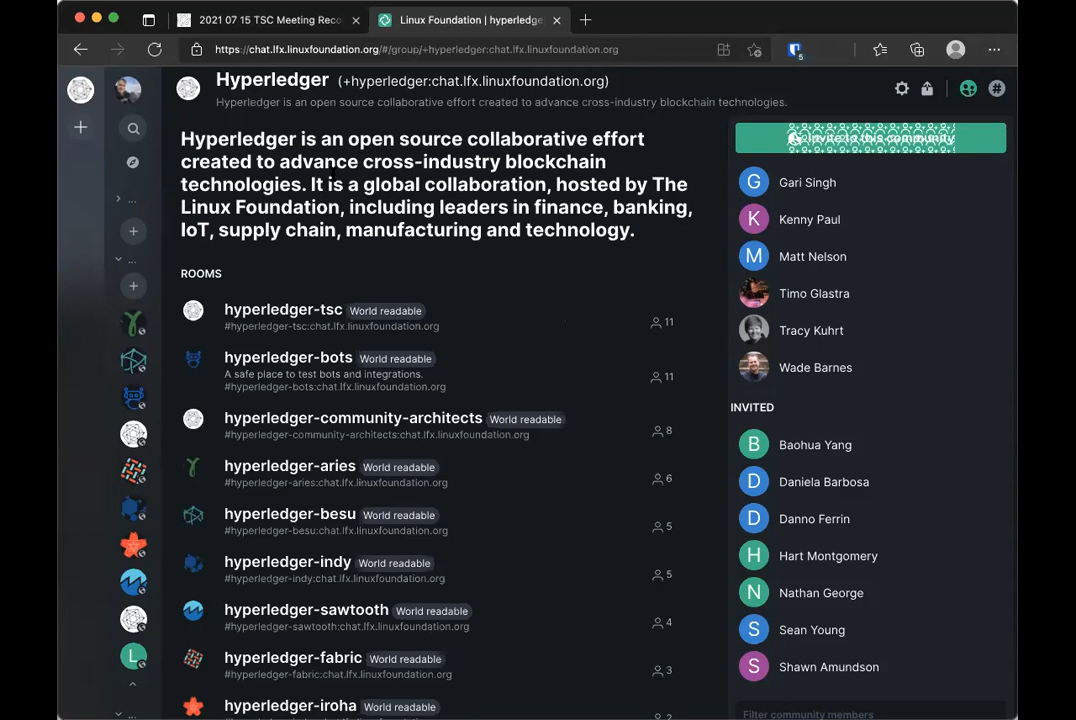 2021 07 15 TSC Meeting Reco
Linux Foundation | hyperledge
https://chat.lfx.linuxfoundation.org/#/group/+hyperledger:chat.lfx.linuxfoundation.org
5
Hyperledger (+hyperledger:chat.lfx.linuxfoundation.org)
Hyperledger is an open source collaborative effort created to advance cross-industry blockchain technologies.
Hyperledger is an open source collaborative effort
created to advance cross-industry blockchain
technologies. It is a global collaboration, hosted by The
Linux Foundation, including leaders in finance, banking,
IoT, supply chain, manufacturing and technology.
ROOMS
hyperledger-tsc World readable
#hyperledger-tsc:chat.lfx.linuxfoundation.org
11
hyperledger-bots World readable
A safe place to test bots and integrations.
#hyperledger-bots:chat.lfx.linuxfoundation.org
11
hyperledger-community-architects World readable
#hyperledger-community-architects:chat.lfx.linuxfoundation.org
8
hyperledger-aries World readable
#hyperledger-aries:chat.lfx.linuxfoundation.org
6
hyperledger-besu World readable
#hyperledger-besu:chat.lfx.linuxfoundation.org
5
hyperledger-indy World readable
#hyperledger-indy:chat.lfx.linuxfoundation.org
5
hyperledger-sawtooth World readable
#hyperledger-sawtooth:chat.lfx.linuxfoundation.org
4
hyperledger-fabric World readable
#hyperledger-fabric:chat.lfx.linuxfoundation.org
3
hyperledger-iroha World readable
2
L
Invite to this community
G Gari Singh
K Kenny Paul
M Matt Nelson
Timo Glastra
Tracy Kuhrt
Wade Barnes
INVITED
B Baohua Yang
D Daniela Barbosa
D Danno Ferrin
H Hart Montgomery
N Nathan George
S Sean Young
S Shawn Amundson
Filter community members